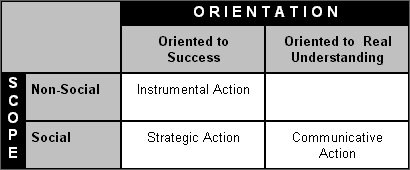 ORIENTATION
Oriented to Success
Oriented to Real Understanding
SCOPE
Non-Social
Instrumental Action
Social
Strategic Action
Communicative Action